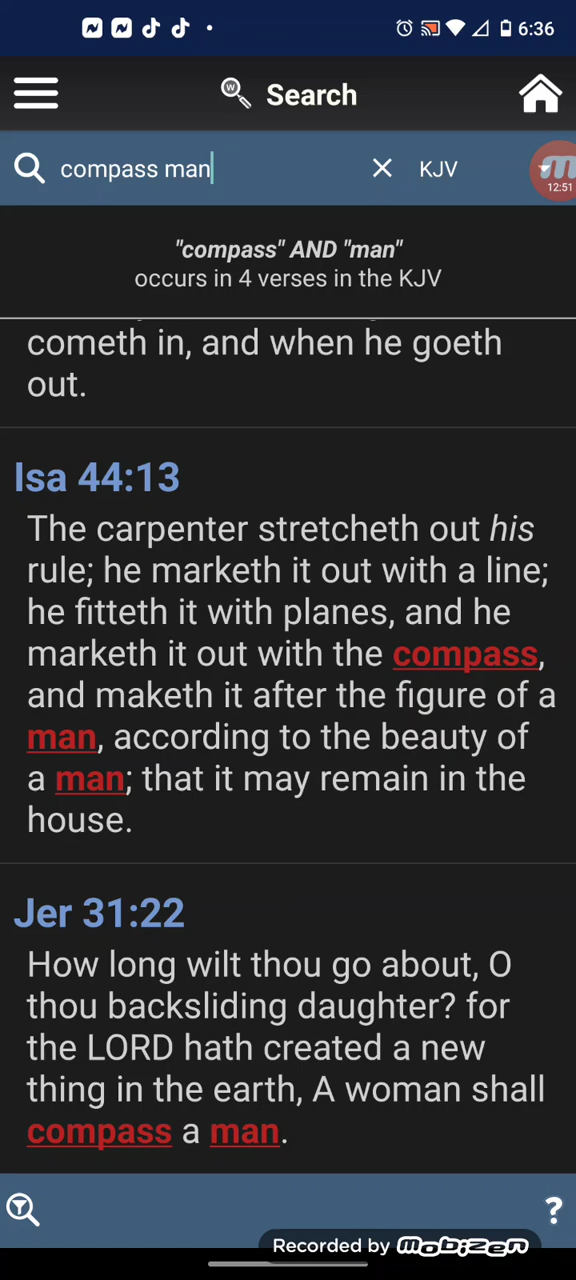 6:36
Search
compass man
KJV
12:51
"compass" AND "man"
occurs in 4 verses in the KJV
cometh in, and when he goeth
out.
Isa 44:13
The carpenter stretcheth out his
rule; he marketh it out with a line;
he fitteth it with planes, and he
marketh it out with the compass,
and maketh it after the figure of a
man, according to the beauty of
a man; that it may remain in the
house.
Jer 31:22
How long wilt thou go about, O
thou backsliding daughter? for
the LORD hath created a new
thing in the earth, A woman shall
compass a man.
?
Recorded by mobizen